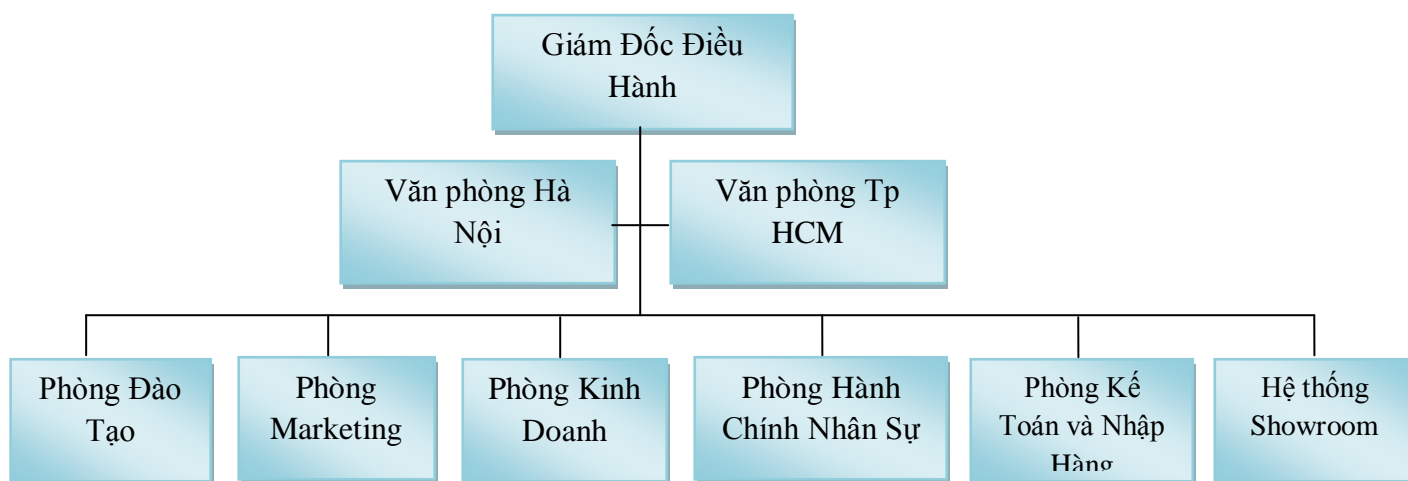 Giám Đốc Điều
Hành
Văn phòng Hà
Nội
Văn phòng Tp
HCM
Phòng Đào
Tạo
Phòng
Marketing
Phòng Kinh
Doanh
Phòng Hành
Chính Nhân Sự
Phòng Kế
Toán và Nhập
Hàng
Hệ thống
Showroom